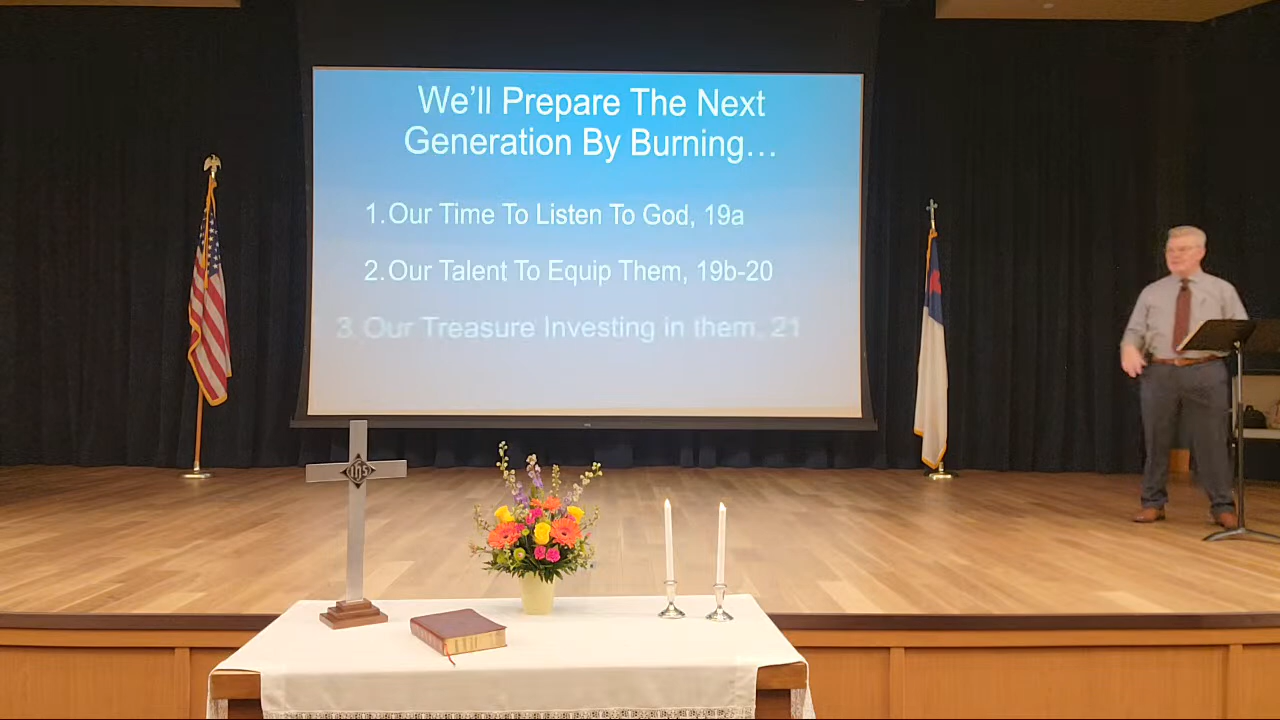 We'll Prepare The Next
Generation By Burning…
1. Our Time To Listen To God, 19a
2. Our Talent To Equip Them, 19b-20
3. Our Treasure Investing in them, 21
IHS